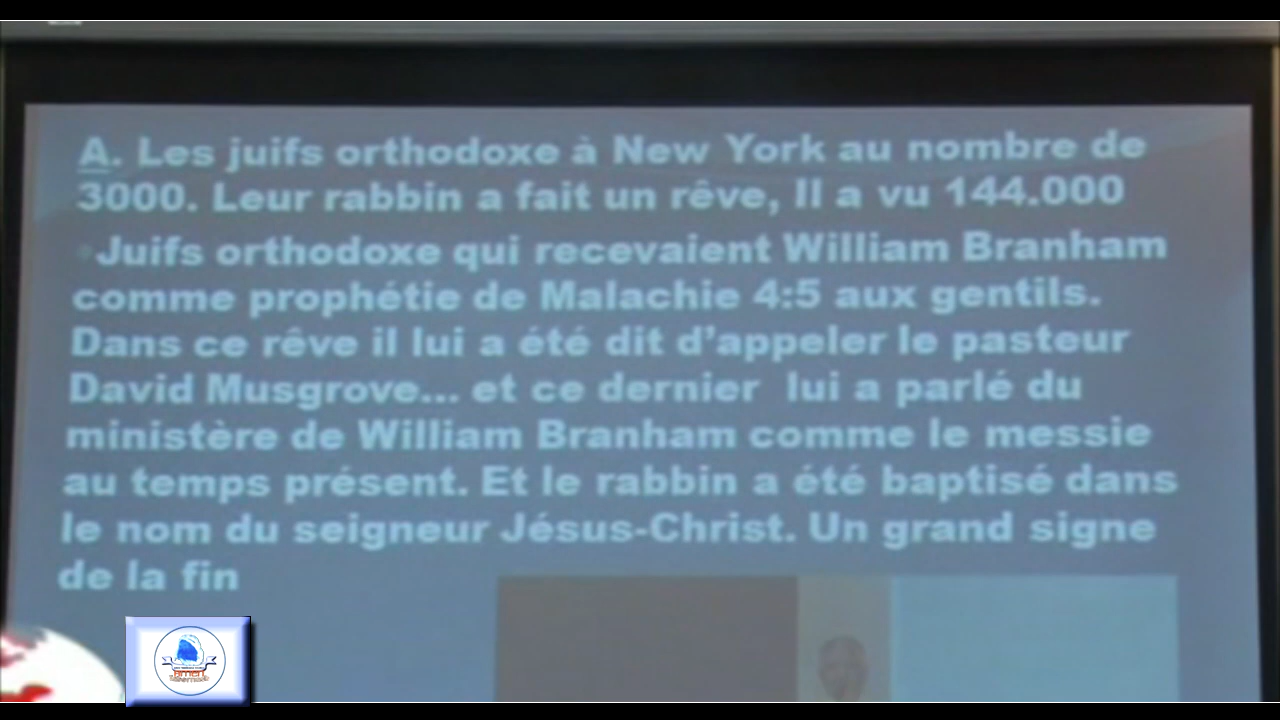 A. Les juifs orthodoxe à New York au nombre de
3000. Leur rabbin a fait un rêve, Il a vu 144.000
•Juifs orthodoxe qui recevaient William Branham
comme prophétie de Malachie 4:5 aux gentils.
Dans ce rêve il lui a été dit d’appeler le pasteur
David Musgrove... et ce dernier lui a parlé du
ministère de William Branham comme le messie
au temps présent. Et le rabbin a été baptisé dans
le nom du seigneur Jésus-Christ. Un grand signe
de la fin